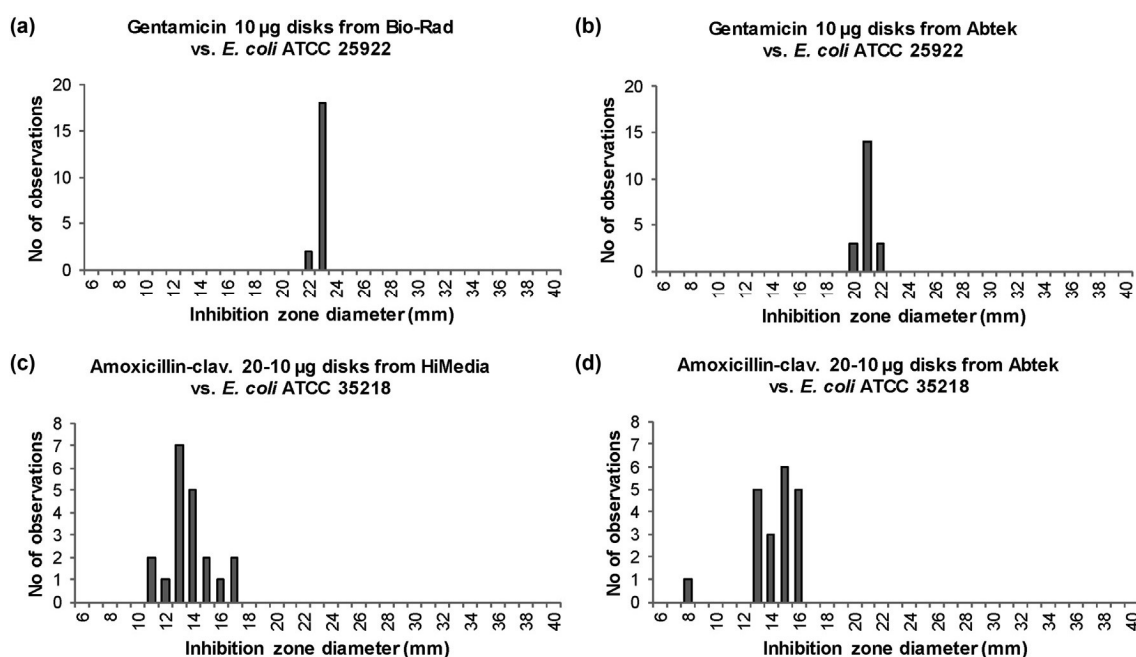 (a)
Gentamicin 10 µg disks from Bio-Rad
vs. E. coli ATCC 25922
No of observations
20
15
10
5
0
6 8 10 12 14 16 18 20 22 24 26 28 30 32 34 36 38 40
Inhibition zone diameter (mm)
(b)
Gentamicin 10 µg disks from Abtek
vs. E. coli ATCC 25922
No of observations
20
15
10
5
0
6 8 10 12 14 16 18 20 22 24 26 28 30 32 34 36 38 40
Inhibition zone diameter (mm)
(c)
Amoxicillin-clav. 20-10 µg disks from HiMedia
vs. E. coli ATCC 35218
No of observations
8
7
6
5
4
3
2
1
0
6 8 10 12 14 16 18 20 22 24 26 28 30 32 34 36 38 40
Inhibition zone diameter (mm)
(d)
Amoxicillin-clav. 20-10 µg disks from Abtek
vs. E. coli ATCC 35218
No of observations
8
7
6
5
4
3
2
1
0
6 8 10 12 14 16 18 20 22 24 26 28 30 32 34 36 38 40
Inhibition zone diameter (mm)